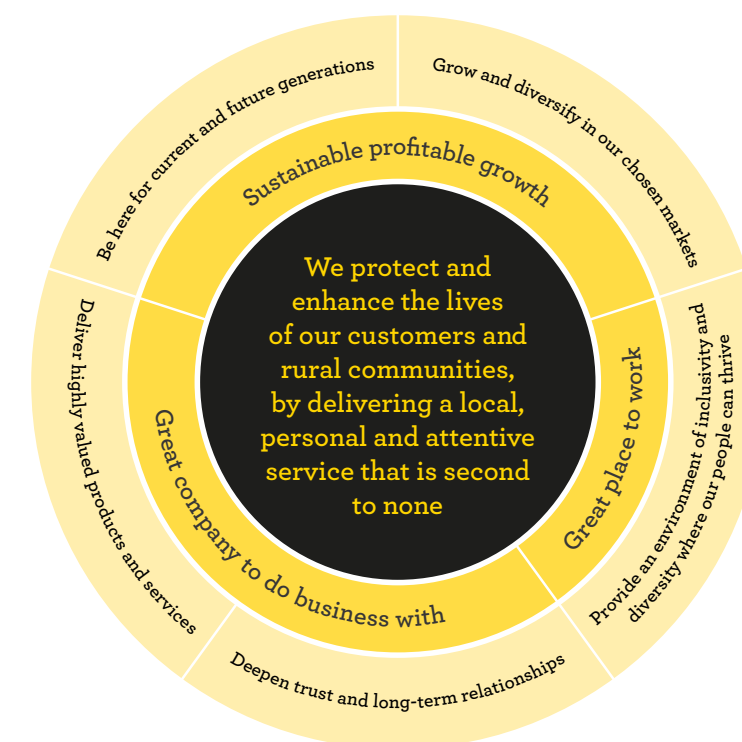 We protect and
enhance the lives
of our customers and
rural communities,
by delivering a local,
personal and attentive
service that is second
to none
Sustainable profitable growth
Great place to work
Great company to do business with
Be here for current and future generations
Grow and diversify in our chosen markets
Provide an environment of inclusivity and
diversity where our people can thrive
Deepen trust and long-term relationships
Deliver highly valued products and services